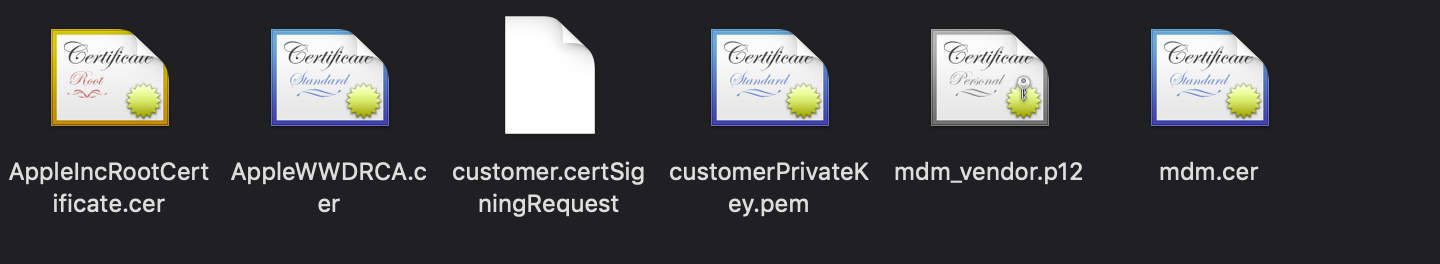 Certificate
Root
AppleIncRootCert
ificate.cer
Certificate
Standard
AppleWWDRCA.c
er
customer.certSig
ningRequest
Certificate
Standard
customerPrivateK
ey.pem
Certificate
Personal
mdm_vendor.p12
Certificate
Standard
mdm.cer